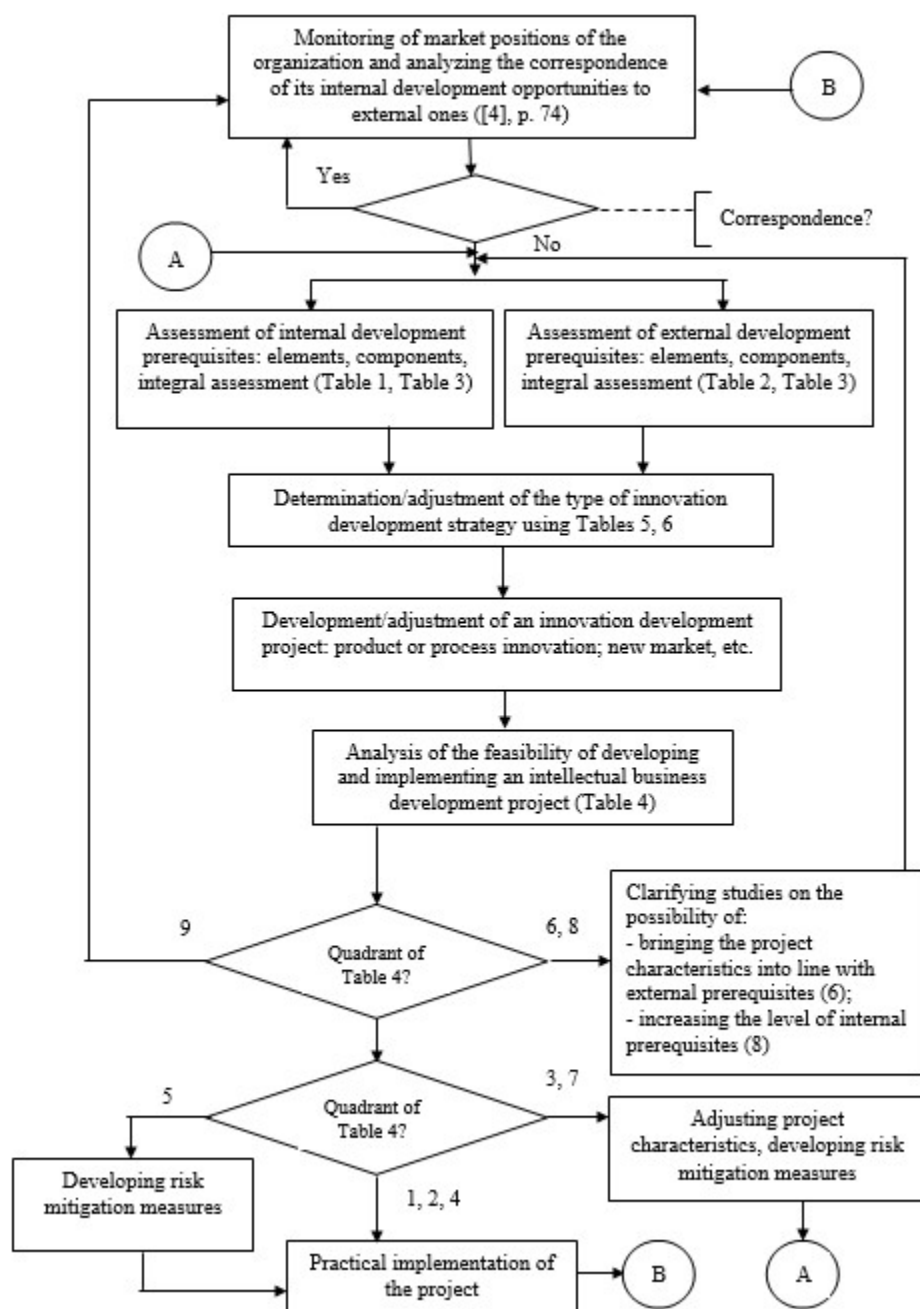 Monitoring of market positions of the
organization and analyzing the correspondence
of its internal development opportunities to
external ones ([4], p. 74)
B
Yes
Correspondence?
No
A
Assessment of internal development
prerequisites: elements, components,
integral assessment (Table 1, Table 3)
Assessment of external development
prerequisites: elements, components,
integral assessment (Table 2, Table 3)
Determination/adjustment of the type of innovation
development strategy using Tables 5, 6
Development/adjustment of an innovation development
project: product or process innovation; new market, etc.
Analysis of the feasibility of developing
and implementing an intellectual business
development project (Table 4)
9
Quadrant of
Table 4?
6, 8
Clarifying studies on the
possibility of:
- bringing the project
characteristics into line with
external prerequisites (6);
- increasing the level of internal
prerequisites (8)
5
Quadrant of
Table 4?
3, 7
Adjusting project
characteristics, developing risk
mitigation measures
Developing risk
mitigation measures
1, 2, 4
Practical implementation of
the project
B
A